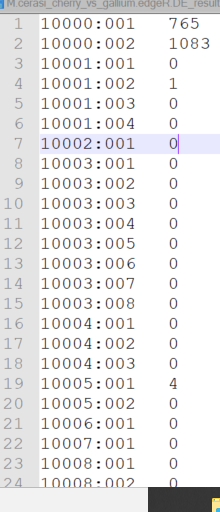 M.cerasi_cherry_vs_gallium.edgeR.DE_result
1 10000:001 765
2 10000:002 1083
3 10001:001 0
4 10001:002 1
5 10001:003 0
6 10001:004 0
7 10002:001 0
8 10003:001 0
9 10003:002 0
10 10003:003 0
11 10003:004 0
12 10003:005 0
13 10003:006 0
14 10003:007 0
15 10003:008 0
16 10004:001 0
17 10004:002 0
18 10004:003 0
19 10005:001 4
20 10005:002 0
21 10006:001 0
22 10007:001 0
23 10008:001 0
24 10008:002 0